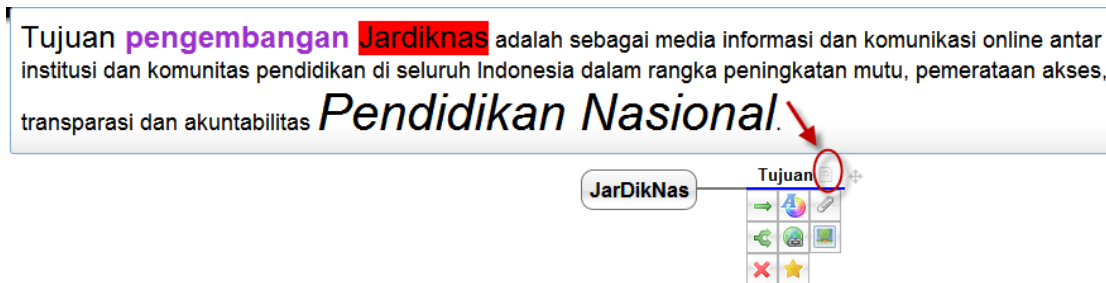 Tujuan pengembangan Jardiknas adalah sebagai media informasi dan komunikasi online antar
institusi dan komunitas pendidikan di seluruh Indonesia dalam rangka peningkatan mutu, pemerataan akses,
transparasi dan akuntabilitas Pendidikan Nasional.
Tujuan
JarDikNas